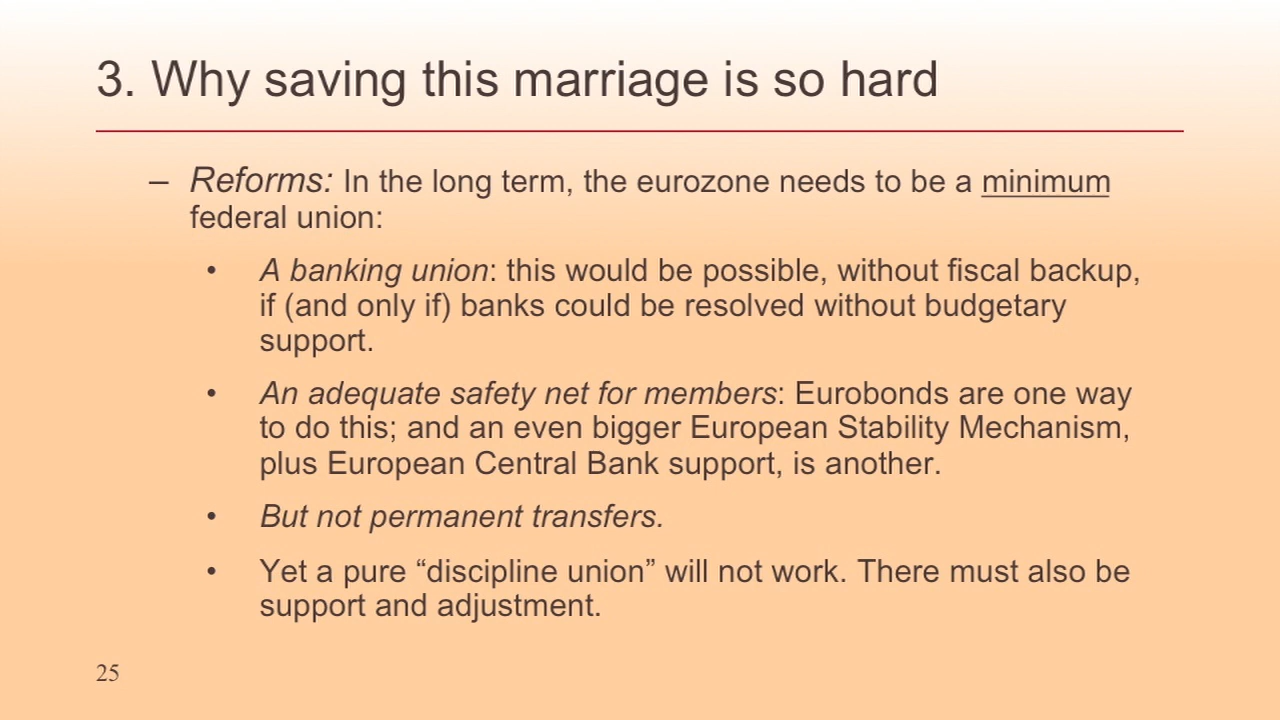 3. Why saving this marriage is so hard
– Reforms: In the long term, the eurozone needs to be a minimum
federal union:
• A banking union: this would be possible, without fiscal backup,
if (and only if) banks could be resolved without budgetary
support.
• An adequate safety net for members: Eurobonds are one way
to do this; and an even bigger European Stability Mechanism,
plus European Central Bank support, is another.
• But not permanent transfers.
• Yet a pure “discipline union” will not work. There must also be
support and adjustment.
25